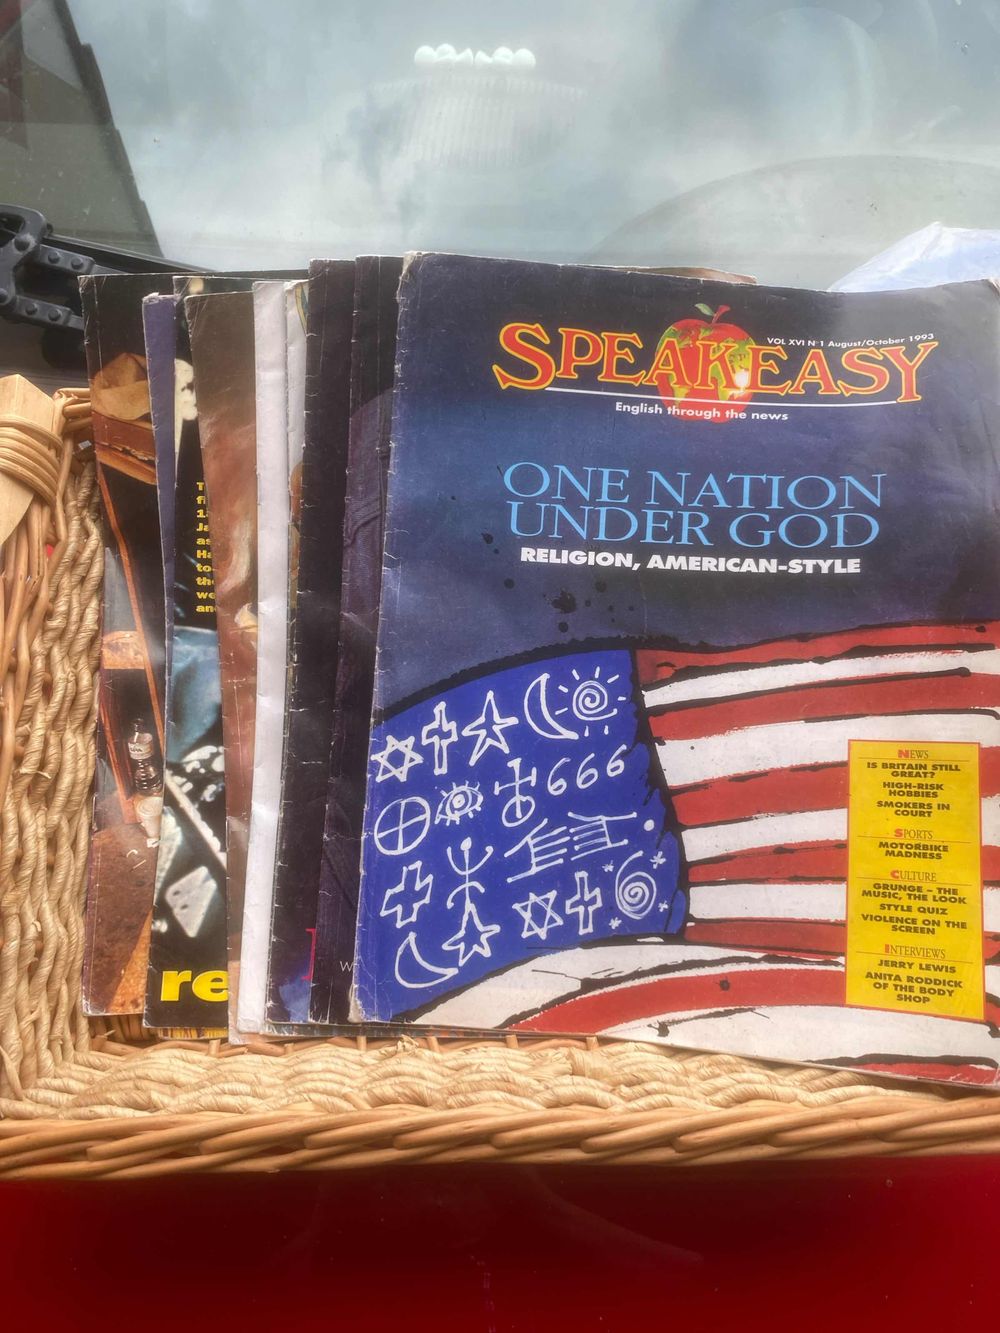 VOL XVI N°1 August/October 1993
SPEAKEASY
English through the news
ONE NATION
UNDER GOD
RELIGION, AMERICAN-STYLE
666
NEWS
IS BRITAIN STILL
GREAT?
HIGH-RISK
HOBBIES
SMOKERS IN
COURT
SPORTS
MOTORBIKE
MADNESS
CULTURE
GRUNGE – THE
MUSIC, THE LOOK
STYLE QUIZ
VIOLENCE ON THE
SCREEN
INTERVIEWS
JERRY LEWIS
ANITA RODDICK
OF THE BODY
SHOP
re